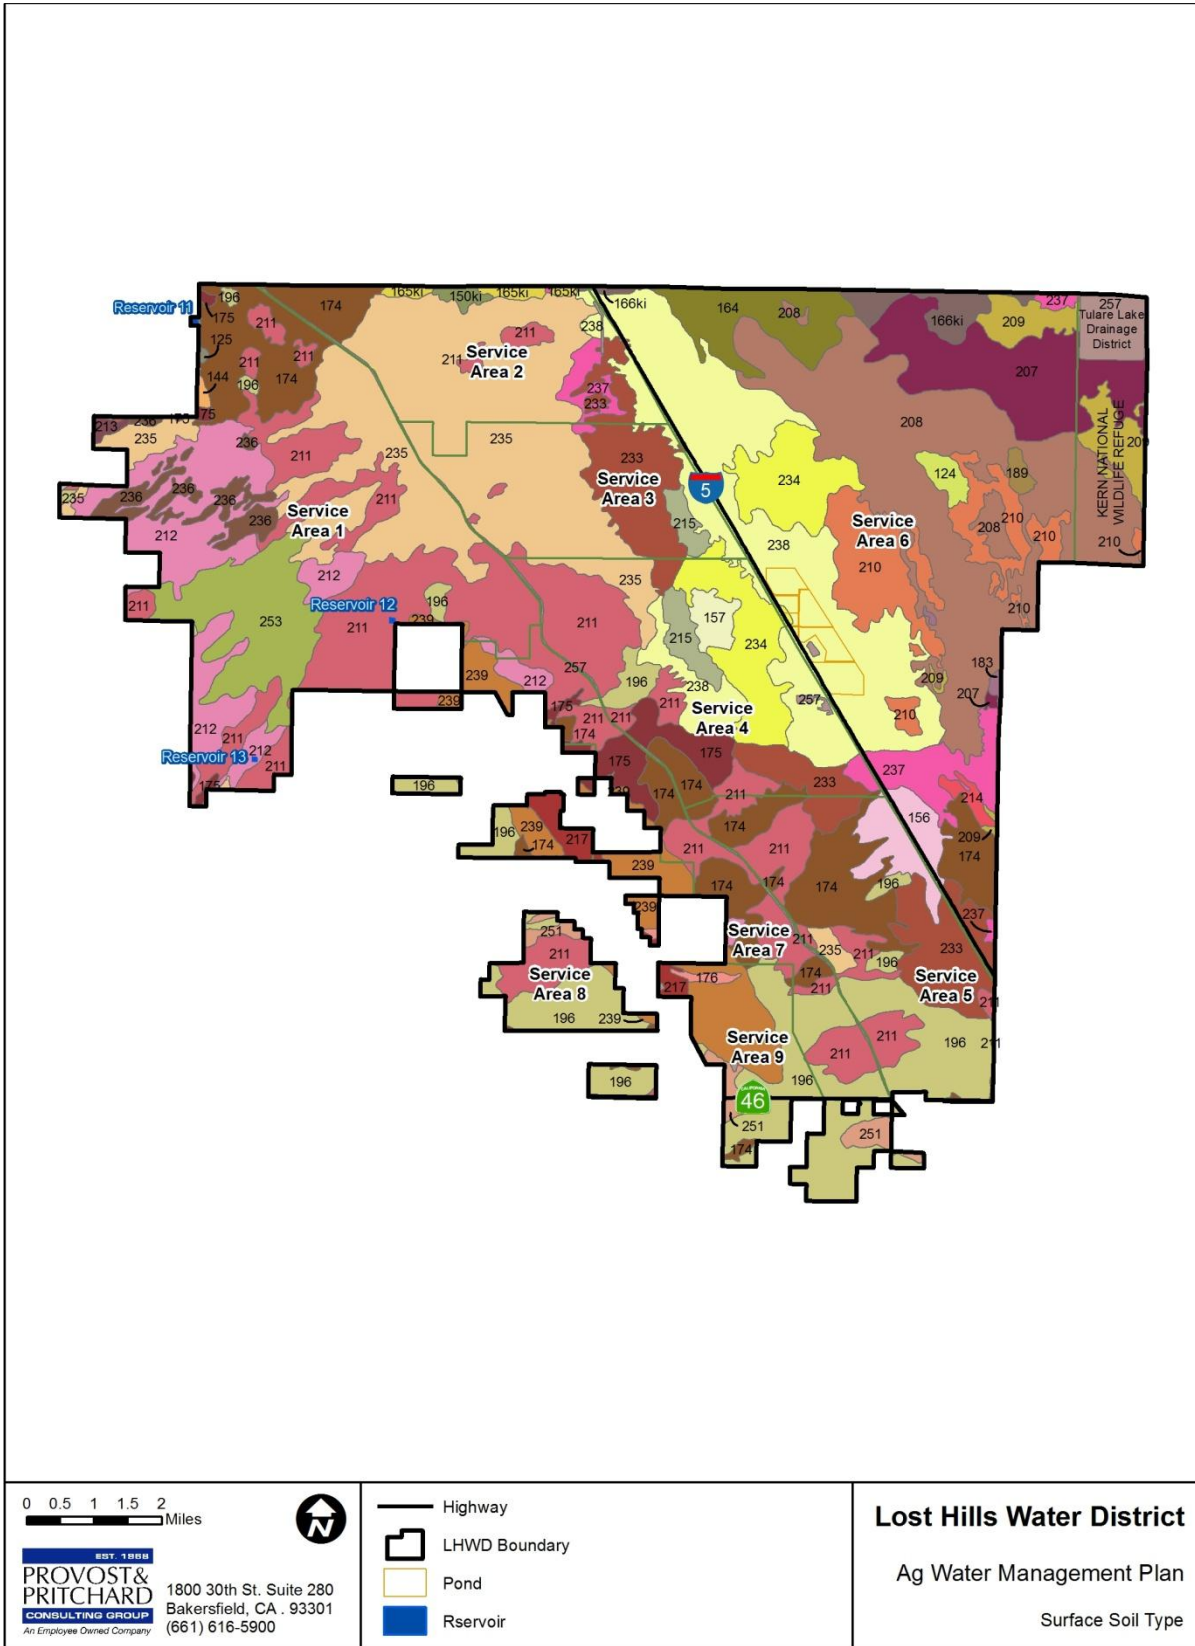 165ki
150ki
165ki
165ki
166ki
237
257
Reservoir 11
196
174
164
208
166ki
209
Tulare Lake
Drainage
District
175
211
238
125
211
211
211
Service
Area 2
207
144
196
174
237
233
208
175
213
236
175
235
236
235
235
KERN NATIONAL
WILDLIFE REFUGE
209
211
233
Service
Area 3
5
234
124
189
235
236
236
236
236
211
Service
Area 1
215
Service
Area 6
208
210
210
212
238
210
210
212
235
211
Reservoir 12
196
157
210
253
211
239
211
215
234
239
212
257
196
238
209
183
207
239
175
211
211
211
Service
Area 4
257
210
212
211
212
174
Reservoir 13
211
175
175
237
175
196
239
174
174
211
233
156
214
196
239
174
217
174
211
211
209
174
239
174
174
174
196
239
251
Service
Area 7
211
235
211
237
211
196
233
Service
Area 8
217
176
174
211
Service
Area 5
211
196
239
Service
Area 9
211
211
196
211
196
196
CALIFORNIA
46
251
251
174
0 0.5 1 1.5 2
Miles
N
EST. 1968
PROVOST&
PRITCHARD
CONSULTING GROUP
An Employee Owned Company
1800 30th St. Suite 280
Bakersfield, CA . 93301
(661) 616-5900
Highway
LHWD Boundary
Pond
Rservoir
Lost Hills Water District
Ag Water Management Plan
Surface Soil Type